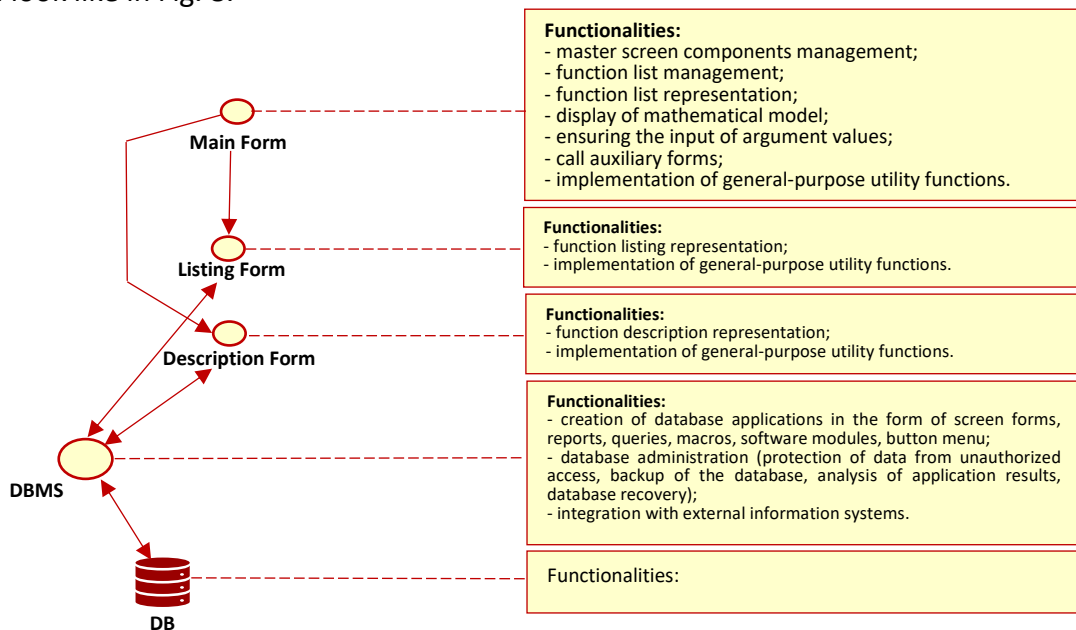 Functionalities:
- master screen components management;
- function list management;
- function list representation;
- display of mathematical model;
- ensuring the input of argument values;
- call auxiliary forms;
- implementation of general-purpose utility functions.
Main Form
Functionalities:
- function listing representation;
- implementation of general-purpose utility functions.
Listing Form
Functionalities:
- function description representation;
- implementation of general-purpose utility functions.
Description Form
Functionalities:
- creation of database applications in the form of screen forms,
reports, queries, macros, software modules, button menu;
- database administration (protection of data from unauthorized
access, backup of the database, analysis of application results,
database recovery);
- integration with external information systems.
DBMS
Functionalities:
DB